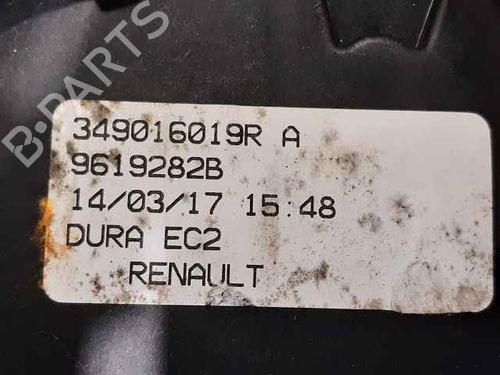 B-PARTS
349016019R A
9619282B
14/03/17 15:48
DURA EC2
RENAULT